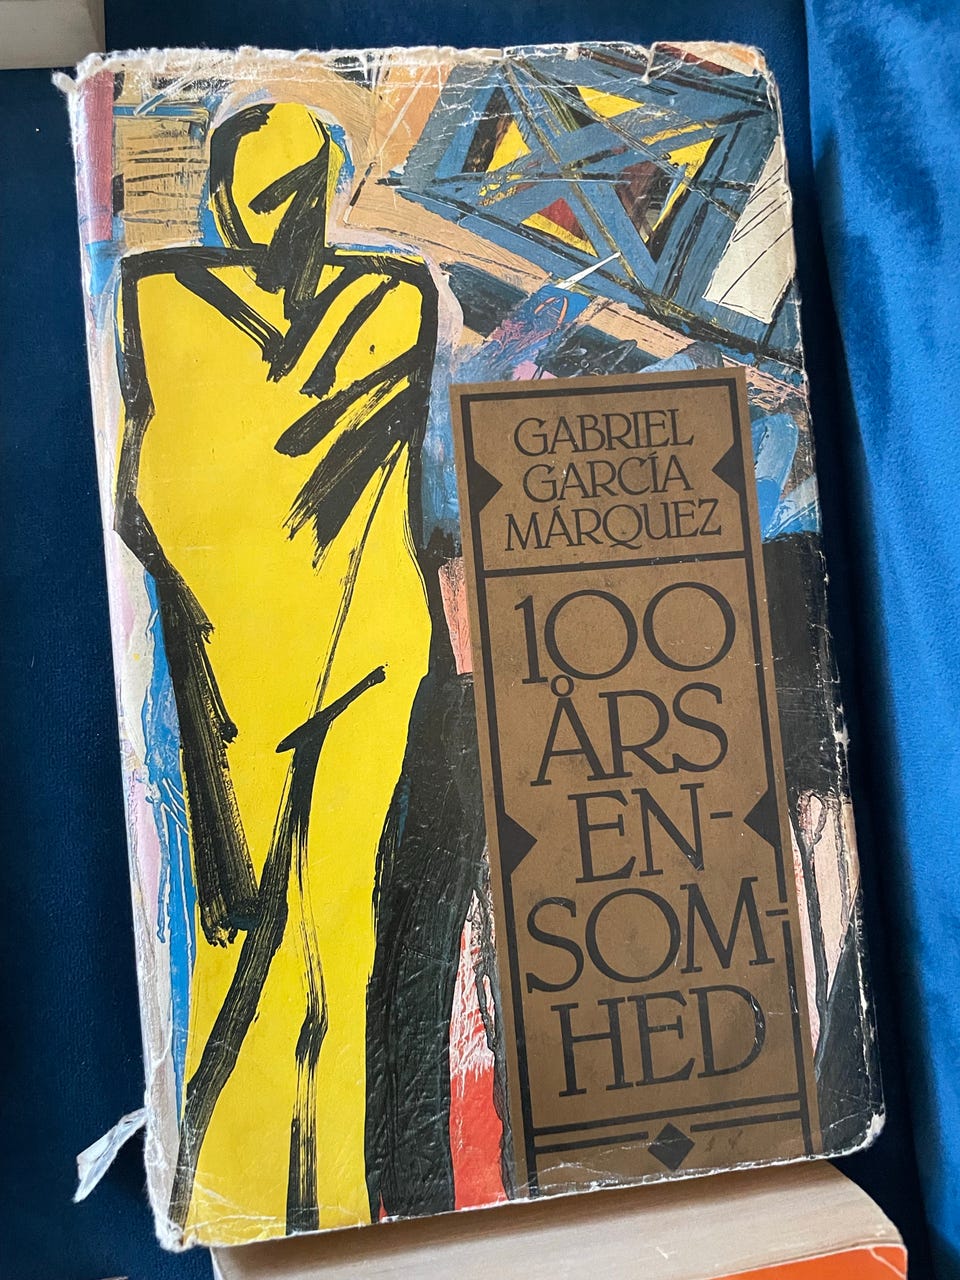 GABRIEL
GARCÍA
MÁRQUEZ
100
ÅRS
EN-
SOM-
HED